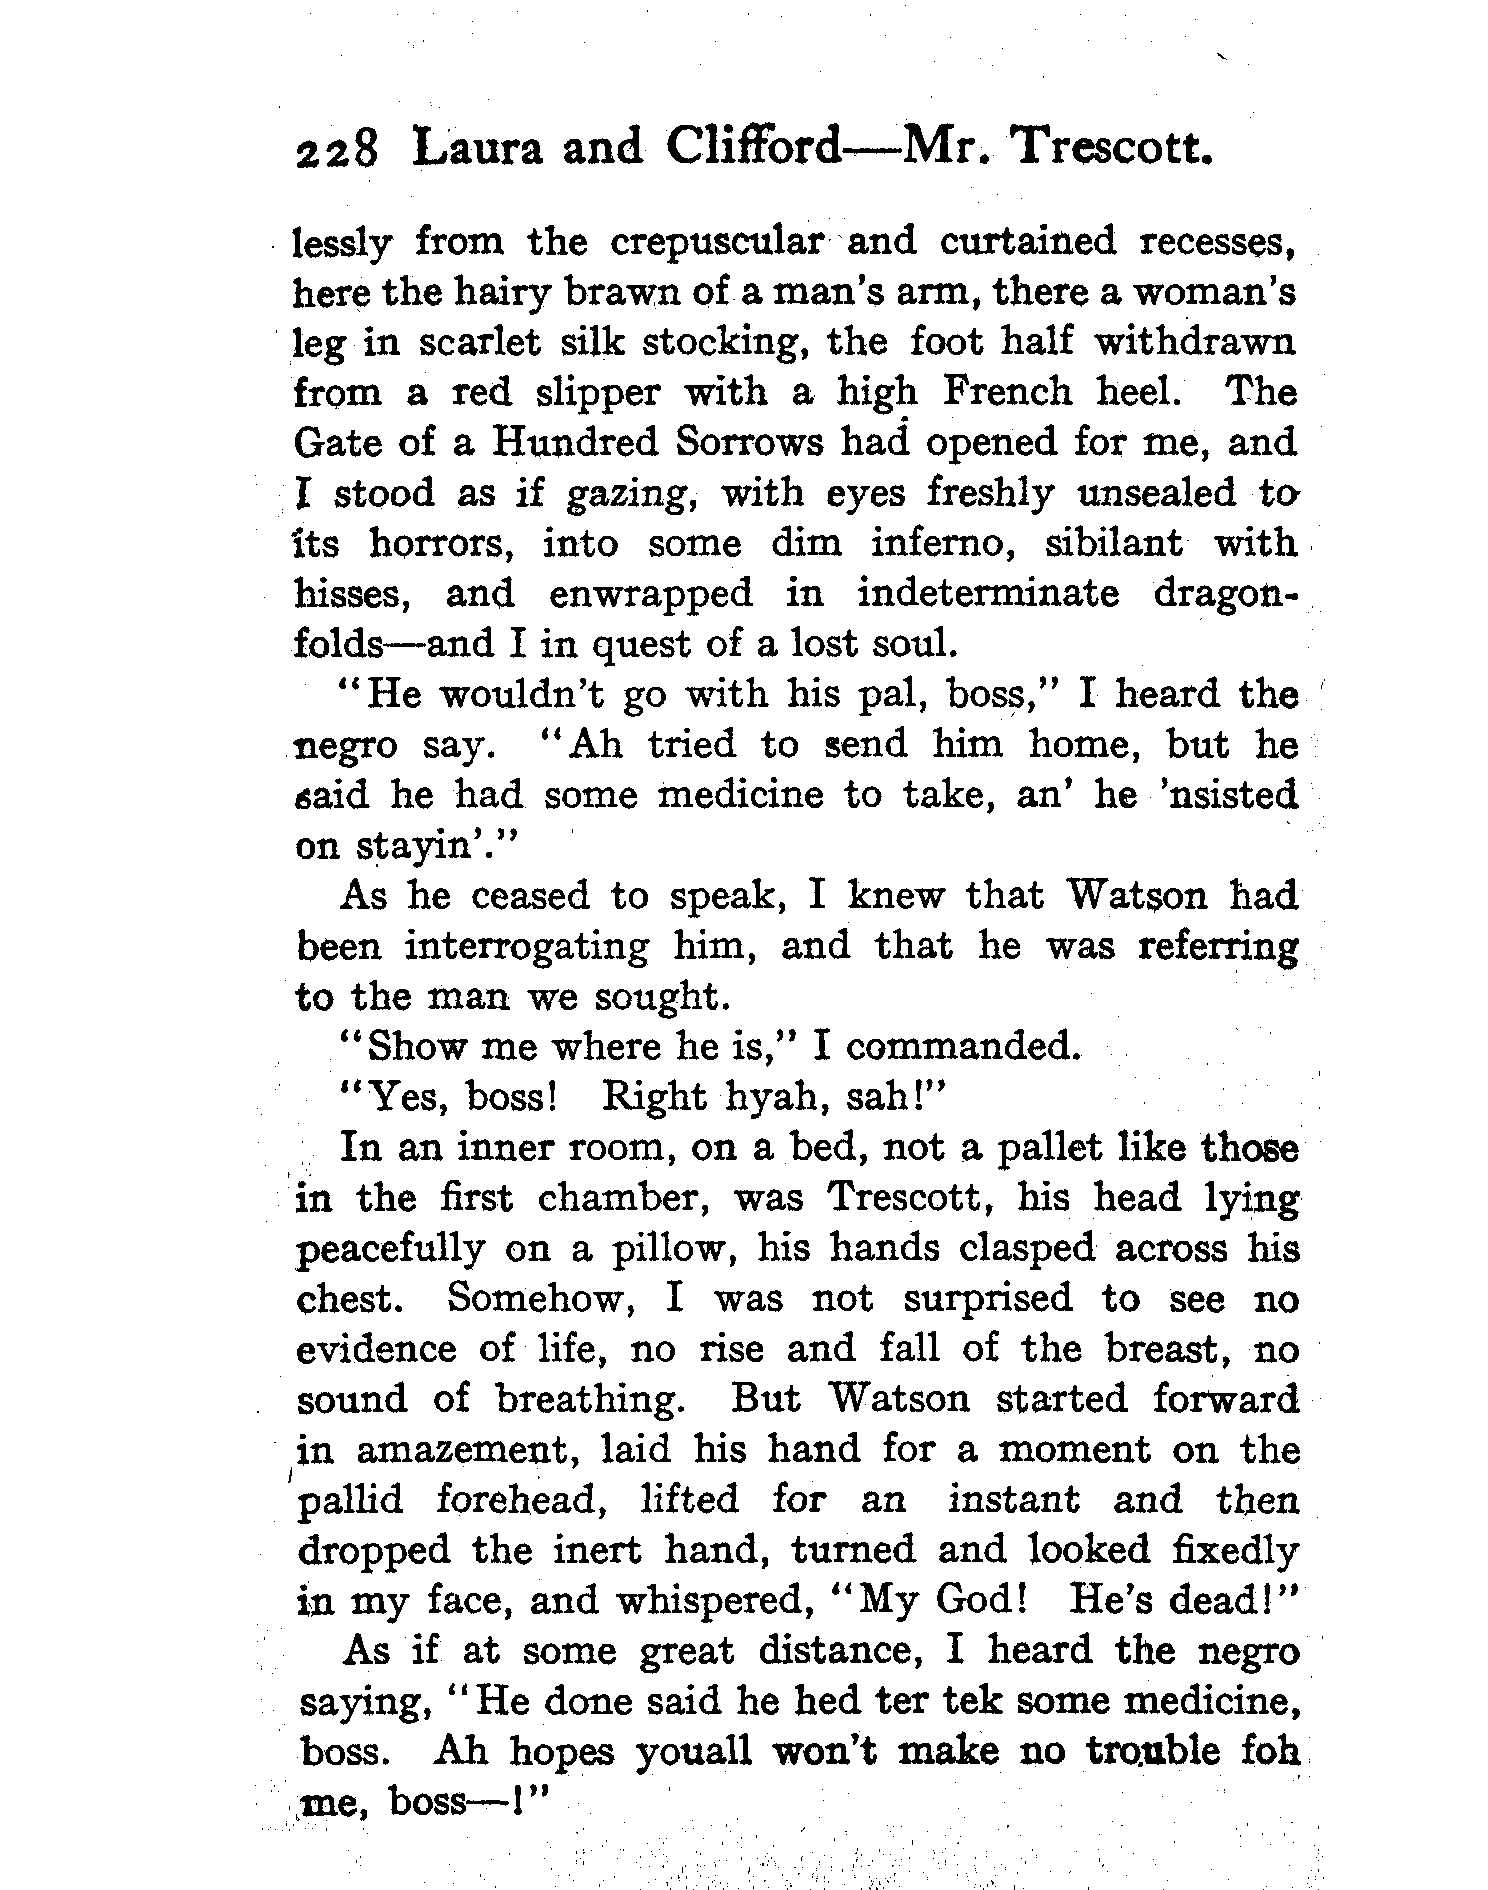 228 Laura and Clifford—Mr. Trescott.
lessly from the crepuscular and curtained recesses,
here the hairy brawn of a man's arm, there a woman's
leg in scarlet silk stocking, the foot half withdrawn
from a red slipper with a high French heel. The
Gate of a Hundred Sorrows had opened for me, and
I stood as if gazing, with eyes freshly unsealed to
its horrors, into some dim inferno, sibilant with
hisses, and enwrapped in indeterminate dragon-
folds—and I in quest of a lost soul.
"He wouldn't go with his pal, boss," I heard the
negro say. "Ah tried to send him home, but he
said he had some medicine to take, an' he 'nsisted
on stayin'."
As he ceased to speak, I knew that Watson had
been interrogating him, and that he was referring
to the man we sought.
"Show me where he is," I commanded.
"Yes, boss! Right hyah, sah!"
In an inner room, on a bed, not a pallet like those
in the first chamber, was Trescott, his head lying
peacefully on a pillow, his hands clasped across his
chest. Somehow, I was not surprised to see no
evidence of life, no rise and fall of the breast, no
sound of breathing. But Watson started forward
in amazement, laid his hand for a moment on the
pallid forehead, lifted for an instant and then
dropped the inert hand, turned and looked fixedly
in my face, and whispered, "My God! He's dead!"
As if at some great distance, I heard the negro
saying, "He done said he hed ter tek some medicine,
boss. Ah hopes youall won't make no trouble foh
me, boss—!"